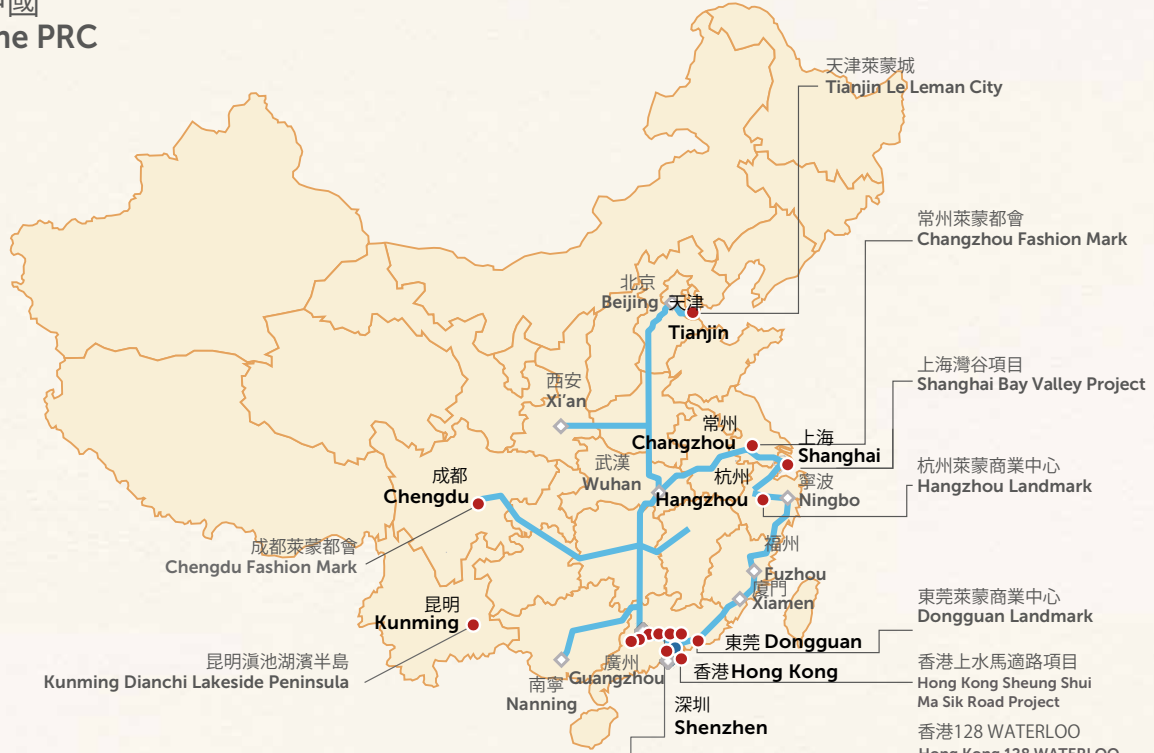 中國
he PRC
天津萊蒙城
Tianjin Le Leman City
常州萊蒙都會
Changzhou Fashion Mark
北京
Beijing
天津
Tianjin
上海灣谷項目
Shanghai Bay Valley Project
西安
Xi'an
常州
Changzhou
上海
Shanghai
武漢
Wuhan
杭州
Hangzhou
寧波
Ningbo
杭州萊蒙商業中心
Hangzhou Landmark
成都
Chengdu
成都萊蒙都會
Chengdu Fashion Mark
福州
Fuzhou
廈門
Xiamen
昆明
Kunming
東莞萊蒙商業中心
Dongguan Landmark
東莞 Dongguan
昆明滇池湖濱半島
Kunming Dianchi Lakeside Peninsula
廣州
Guangzhou
香港 Hong Kong
南寧
Nanning
深圳
Shenzhen
香港上水馬適路項目
Hong Kong Sheung Shui
Ma Sik Road Project
香港128 WATERLOO
Hong Kong 128 WATERLOO